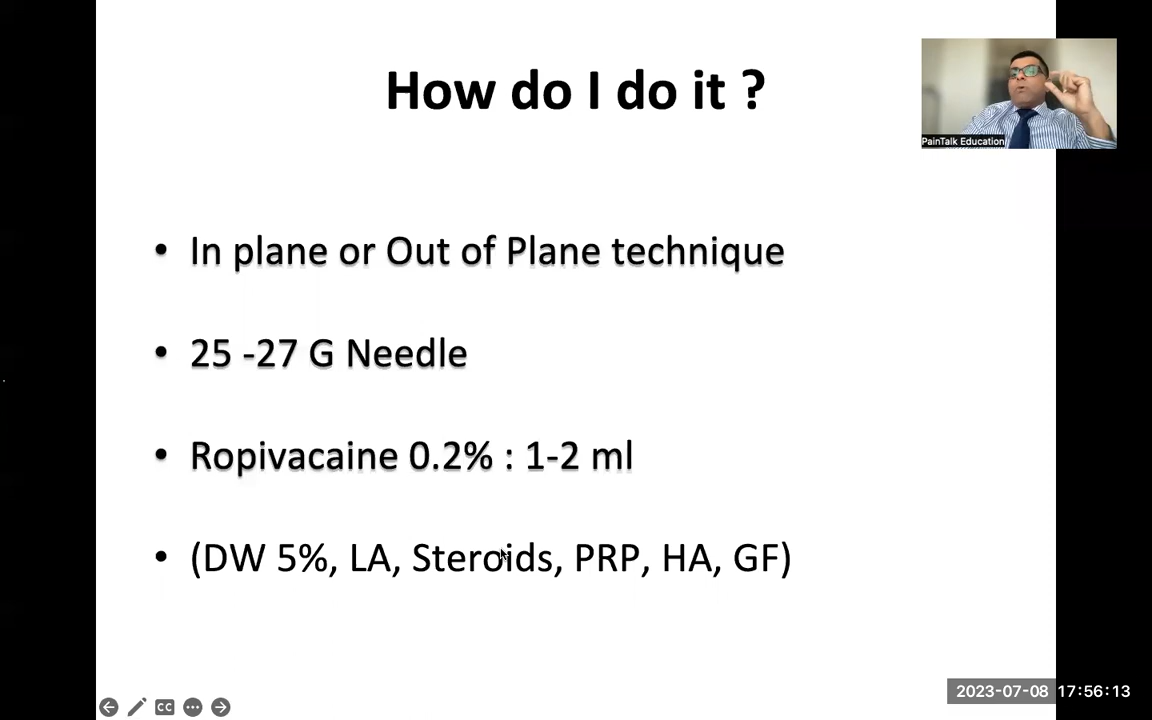 How do I do it ?
PainTalk Education
• In plane or Out of Plane technique
• 25 -27 G Needle
• Ropivacaine 0.2% : 1-2 ml
• (DW 5%, LA, Steroids, PRP, HA, GF)
CC
2023-07-08 17:56:13